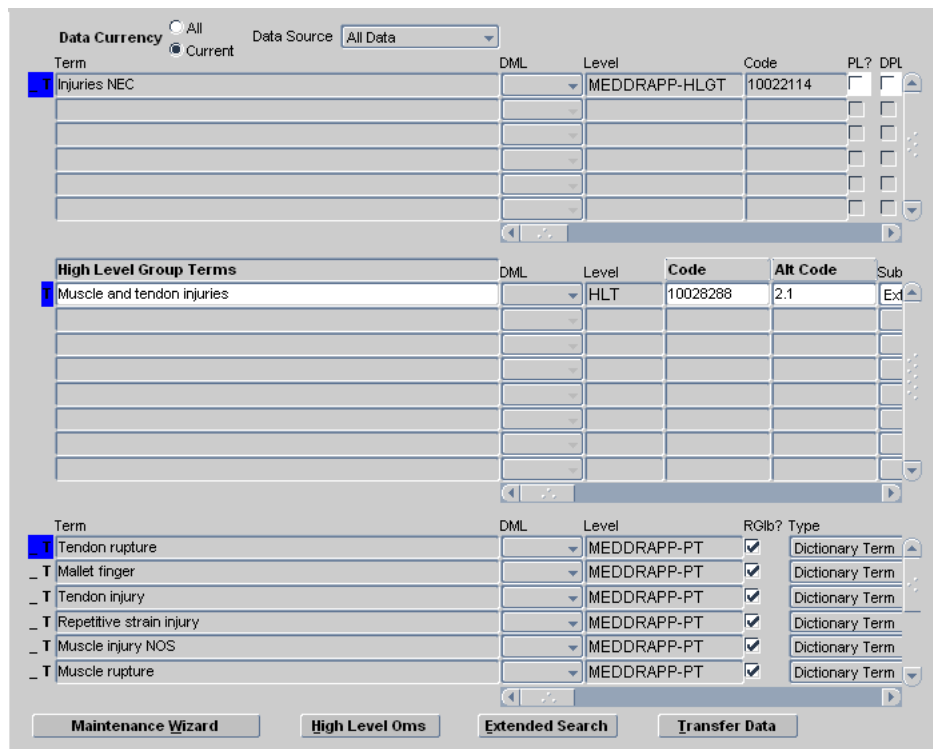 All
Data Currency Data Source All Data
Current
Term DML Level Code PL? DPL
_ T Injuries NEC MEDDRAPP-HLGT 10022114
High Level Group Terms DML Level Code Alt Code Sub
T Muscle and tendon injuries HLT 10028288 2.1 Ext
Term DML Level RGlb? Type
_ T Tendon rupture MEDDRAPP-PT Dictionary Term
_ T Mallet finger MEDDRAPP-PT Dictionary Term
_ T Tendon injury MEDDRAPP-PT Dictionary Term
_ T Repetitive strain injury MEDDRAPP-PT Dictionary Term
_ T Muscle injury NOS MEDDRAPP-PT Dictionary Term
_ T Muscle rupture MEDDRAPP-PT Dictionary Term
Maintenance Wizard High Level Oms Extended Search Transfer Data